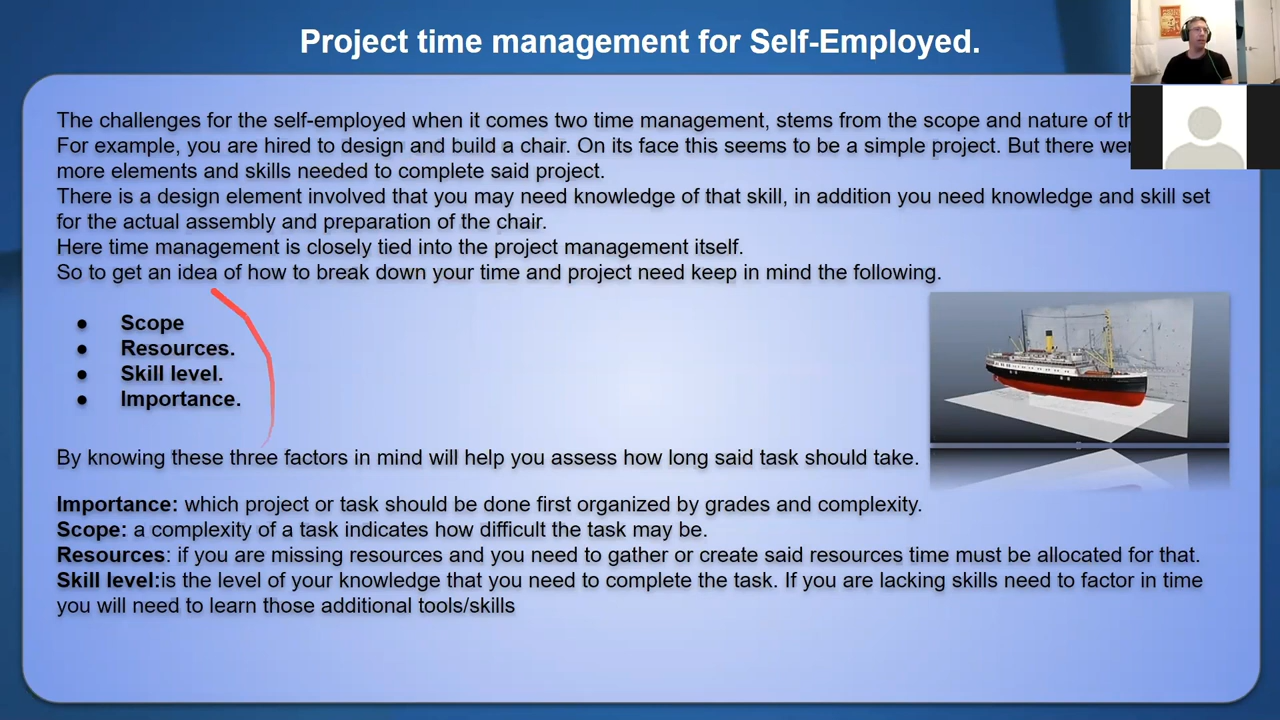 Project time management for Self-Employed.
The challenges for the self-employed when it comes two time management, stems from the scope and nature of
For example, you are hired to design and build a chair. On its face this seems to be a simple project. But there
more elements and skills needed to complete said project.
There is a design element involved that you may need knowledge of that skill, in addition you need knowledge and skill set
for the actual assembly and preparation of the chair.
Here time management is closely tied into the project management itself.
So to get an idea of how to break down your time and project need keep in mind the following.
● Scope
● Resources.
● Skill level.
● Importance.
By knowing these three factors in mind will help you assess how long said task should take.
Importance: which project or task should be done first organized by grades and complexity.
Scope: a complexity of a task indicates how difficult the task may be.
Resources: if you are missing resources and you need to gather or create said resources time must be allocated for that.
Skill level:is the level of your knowledge that you need to complete the task. If you are lacking skills need to factor in time
you will need to learn those additional tools/skills